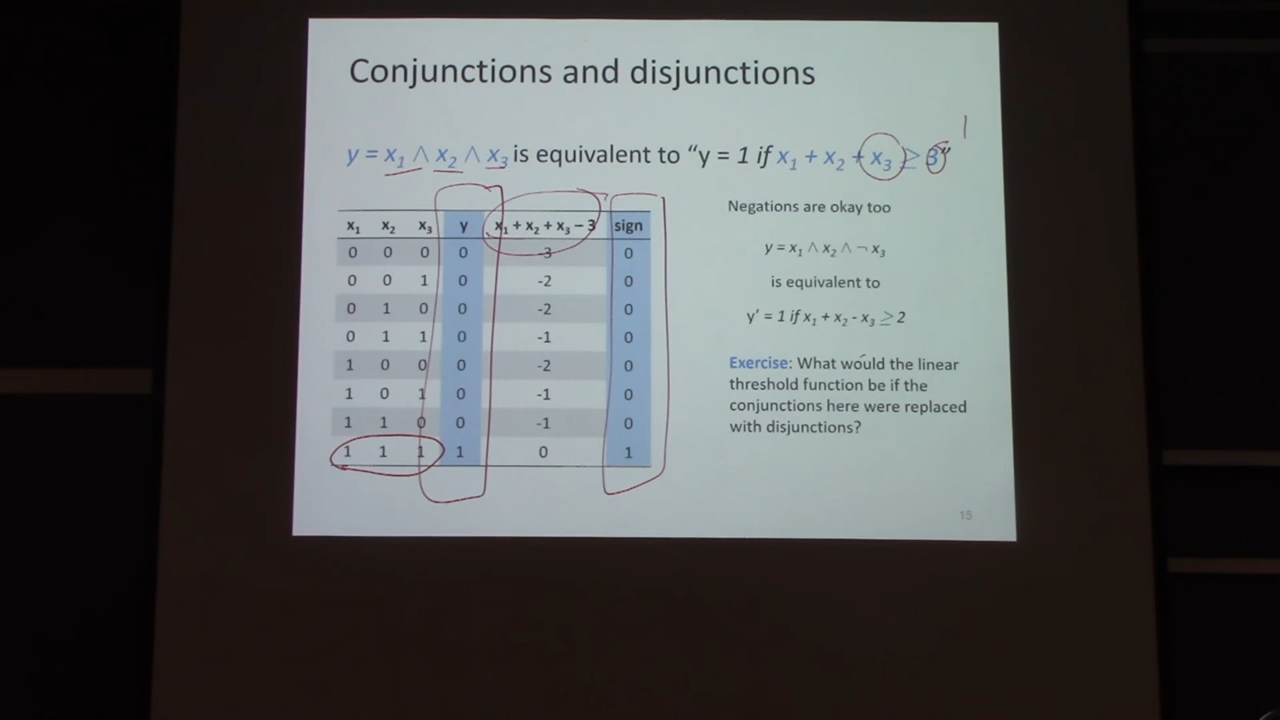 Conjunctions and disjunctions
1
y = x₁ ∧ x₂ ∧ x₃ is equivalent to “y = 1 if x₁ + x₂ + x₃ ≥ 3”
x₁ x₂ x₃ y x₁ + x₂ + x₃ – 3 sign
0 0 0 0 -3 0
0 0 1 0 -2 0
0 1 0 0 -2 0
0 1 1 0 -1 0
1 0 0 0 -2 0
1 0 1 0 -1 0
1 1 0 0 -1 0
1 1 1 1 0 1
Negations are okay too
y = x₁ ∧ x₂ ∧ ¬ x₃
is equivalent to
y’ = 1 if x₁ + x₂ - x₃ ≥ 2
Exercise: What would the linear
threshold function be if the
conjunctions here were replaced
with disjunctions?
15